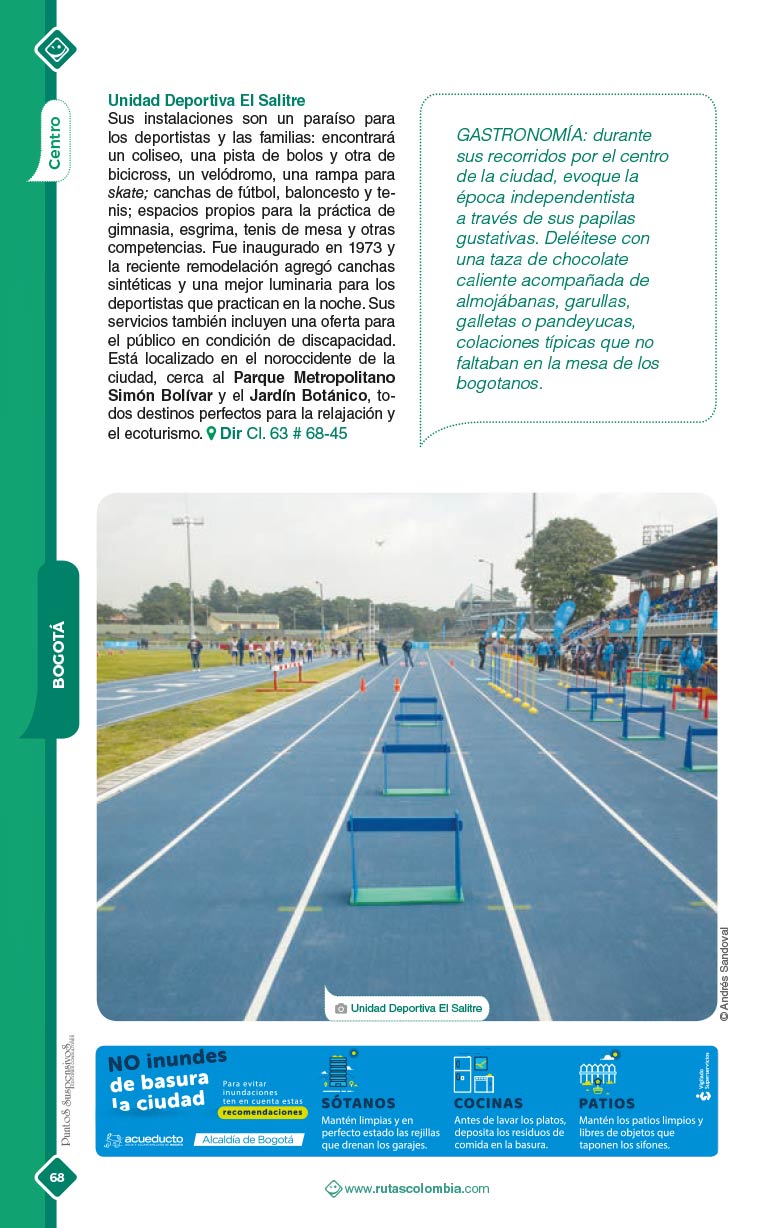 Centro
Unidad Deportiva El Salitre
Sus instalaciones son un paraíso para
los deportistas y las familias: encontrará
un coliseo, una pista de bolos y otra de
bicicross, un velódromo, una rampa para
skate; canchas de fútbol, baloncesto y te-
nis; espacios propios para la práctica de
gimnasia, esgrima, tenis de mesa y otras
competencias. Fue inaugurado en 1973 y
la reciente remodelación agregó canchas
sintéticas y una mejor luminaria para los
deportistas que practican en la noche. Sus
servicios también incluyen una oferta para
el público en condición de discapacidad.
Está localizado en el noroccidente de la
ciudad, cerca al Parque Metropolitano
Simón Bolívar y el Jardín Botánico, to-
dos destinos perfectos para la relajación y
el ecoturismo. Dir Cl. 63 # 68-45
GASTRONOMÍA: durante
sus recorridos por el centro
de la ciudad, evoque la
época independentista
a través de sus papilas
gustativas. Deléitese con
una taza de chocolate
caliente acompañada de
almojábanas, garullas,
galletas o pandeyucas,
colaciones típicas que no
faltaban en la mesa de los
bogotanos.
BOGOTÁ
Unidad Deportiva El Salitre
© Andrés Sandoval
Puntos Suspensivos
NO inundes
de basura
la ciudad
Para evitar
inundaciones
ten en cuenta estas
recomendaciones
acueducto
Alcaldía de Bogotá
SÓTANOS
Mantén limpias y en
perfecto estado las rejillas
que drenan los garajes.
COCINAS
Antes de lavar los platos,
deposita los residuos de
comida en la basura.
PATIOS
Mantén los patios limpios y
libres de objetos que
taponen los sifones.
Vigilado
Superservicios
68
www.rutascolombia.com